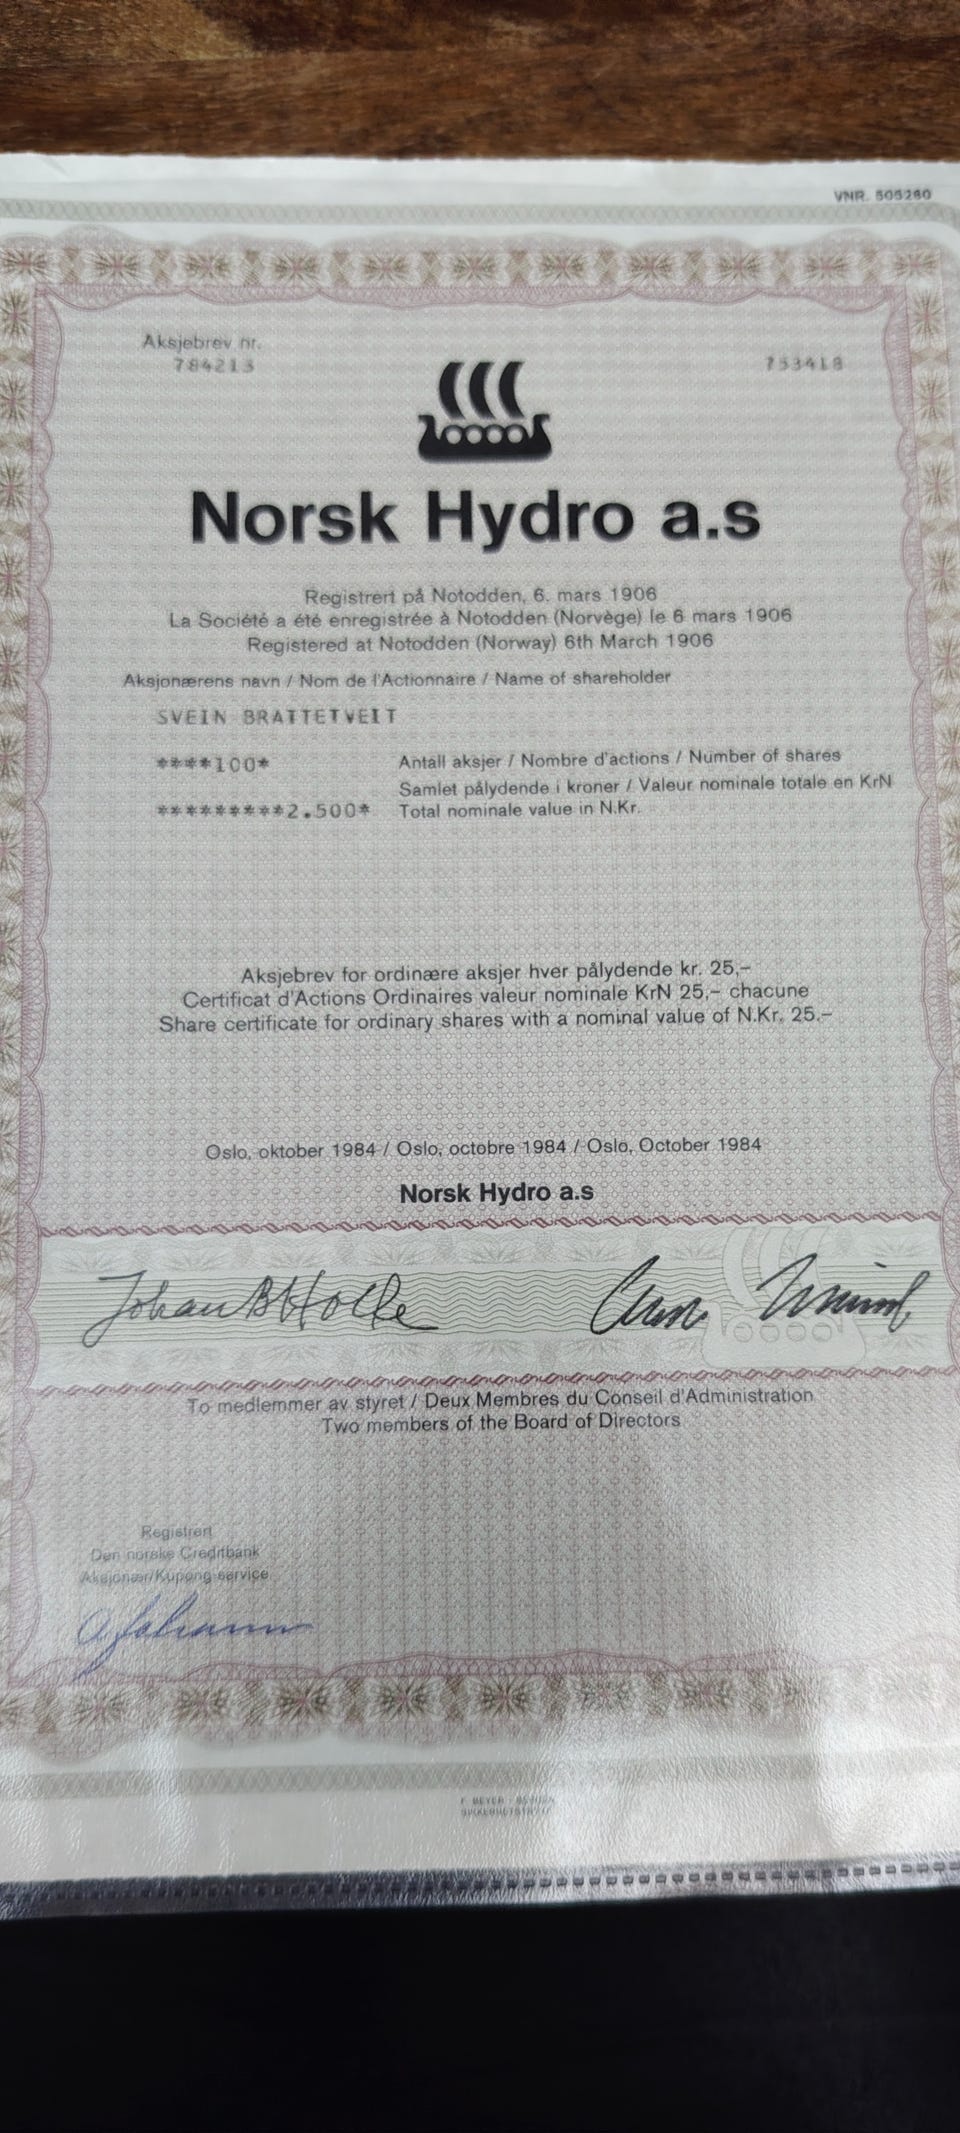 VNR. 505260
Aksjebrev nr.
784213
753418
Norsk Hydro a.s
Registrert på Notodden, 6. mars 1906
La Société a été enregistrée à Notodden (Norvège) le 6 mars 1906
Registered at Notodden (Norway) 6th March 1906
Aksjonærens navn / Nom de l'Actionnaire / Name of shareholder
SVEIN BRATTETVEIT
****100* Antall aksjer / Nombre d'actions / Number of shares
Samlet pålydende i kroner / Valeur nominale totale en KrN
*********2.500* Total nominale value in N.Kr.
Aksjebrev for ordinære aksjer hver pålydende kr. 25,–
Certificat d'Actions Ordinaires valeur nominale KrN 25,– chacune
Share certificate for ordinary shares with a nominal value of N.Kr. 25.–
Oslo, oktober 1984 / Oslo, octobre 1984 / Oslo, October 1984
Norsk Hydro a.s
Johan B Holte
To medlemmer av styret / Deux Membres du Conseil d'Administration
Two members of the Board of Directors
Registrert
Den norske Creditbank
Aksjonær/Kupong-service
F. BEYER - BERGEN